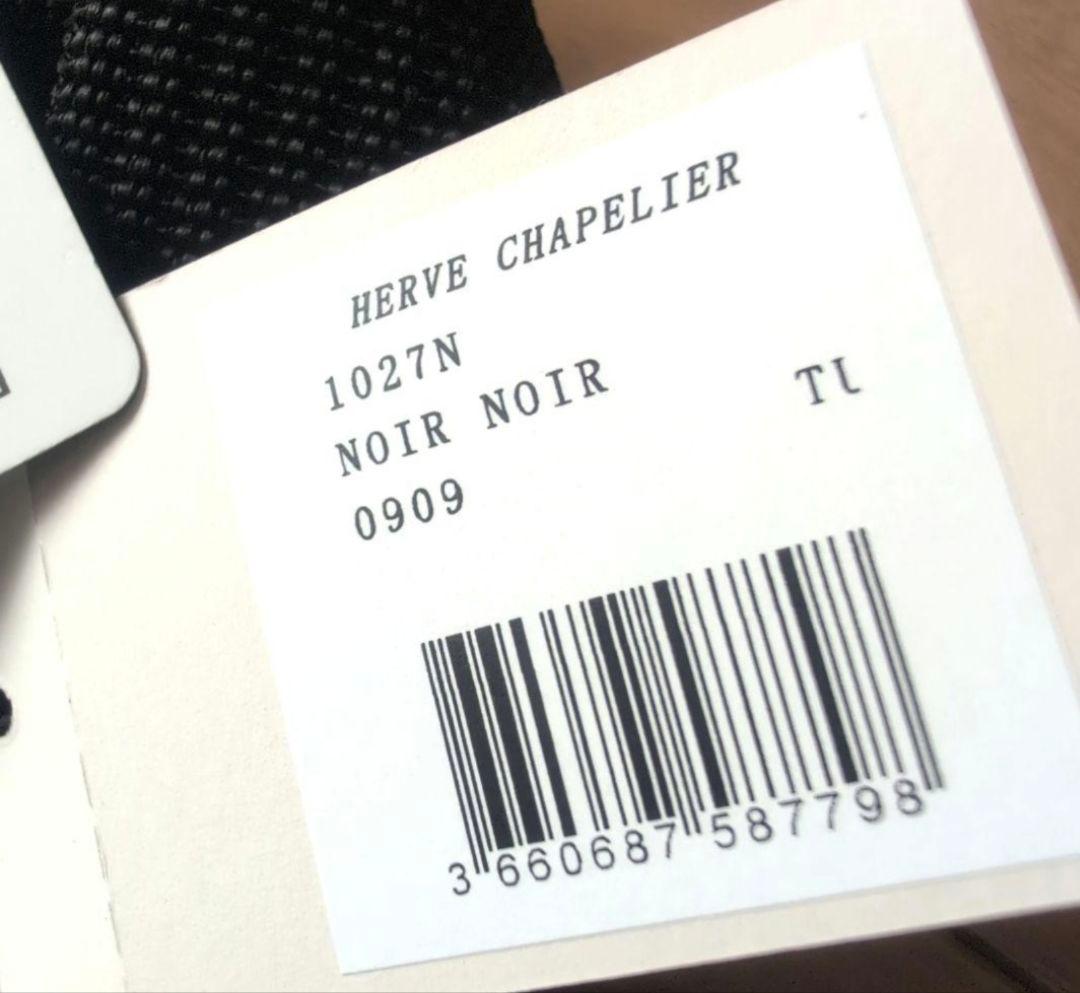 HERVE CHAPELIER
1027N
NOIR NOIR TU
0909
3 660687 587798